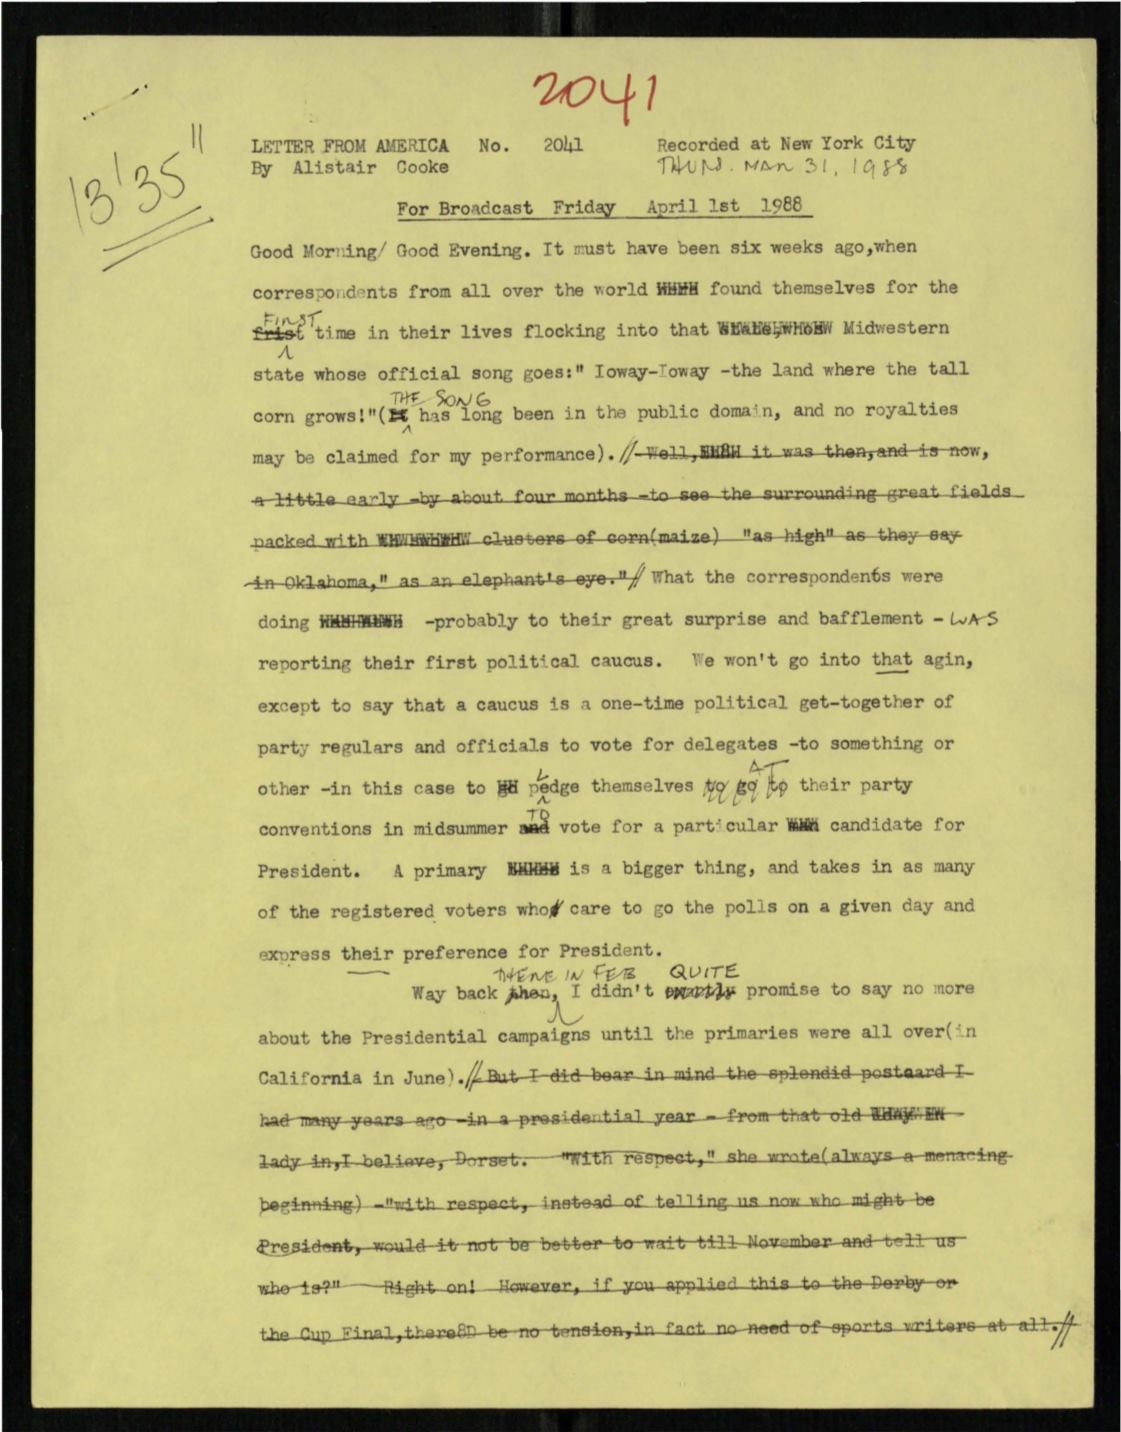 2041
13'35"
LETTER FROM AMERICA No. 2041 Recorded at New York City
By Alistair Cooke THURS. MAR 31, 1988
For Broadcast Friday April 1st 1988
Good Morning/ Good Evening. It must have been six weeks ago,when
correspondents from all over the world found themselves for the
FIRST
frist time in their lives flocking into that Midwestern
state whose official song goes:" Ioway-Ioway -the land where the tall
THE SONG
corn grows!"(It has long been in the public domain, and no royalties
may be claimed for my performance).// Well, it was then,and is now,
a little early -by about four months -to see the surrounding great fields
packed with clusters of corn(maize) "as high" as they say
in Oklahoma," as an elephant's eye."// What the correspondents were
doing -probably to their great surprise and bafflement - WAS
reporting their first political caucus. We won't go into that agin,
except to say that a caucus is a one-time political get-together of
party regulars and officials to vote for delegates -to something or
L AT
other -in this case to pedge themselves to go to their party
TO
conventions in midsummer and vote for a particular candidate for
President. A primary is a bigger thing, and takes in as many
of the registered voters who care to go the polls on a given day and
express their preference for President.
THERE IN FEB QUITE
Way back then, I didn't exactly promise to say no more
about the Presidential campaigns until the primaries were all over(in
California in June).// But I did bear in mind the splendid postaard I
had many years ago -in a presidential year - from that old
lady in,I believe, Dorset. "With respect," she wrote(always a menacing
beginning) -"with respect, instead of telling us now who might be
President, would it not be better to wait till November and tell us
who is?" Right on! However, if you applied this to the Derby or
the Cup Final,there8D be no tension,in fact no need of sports writers at all.//